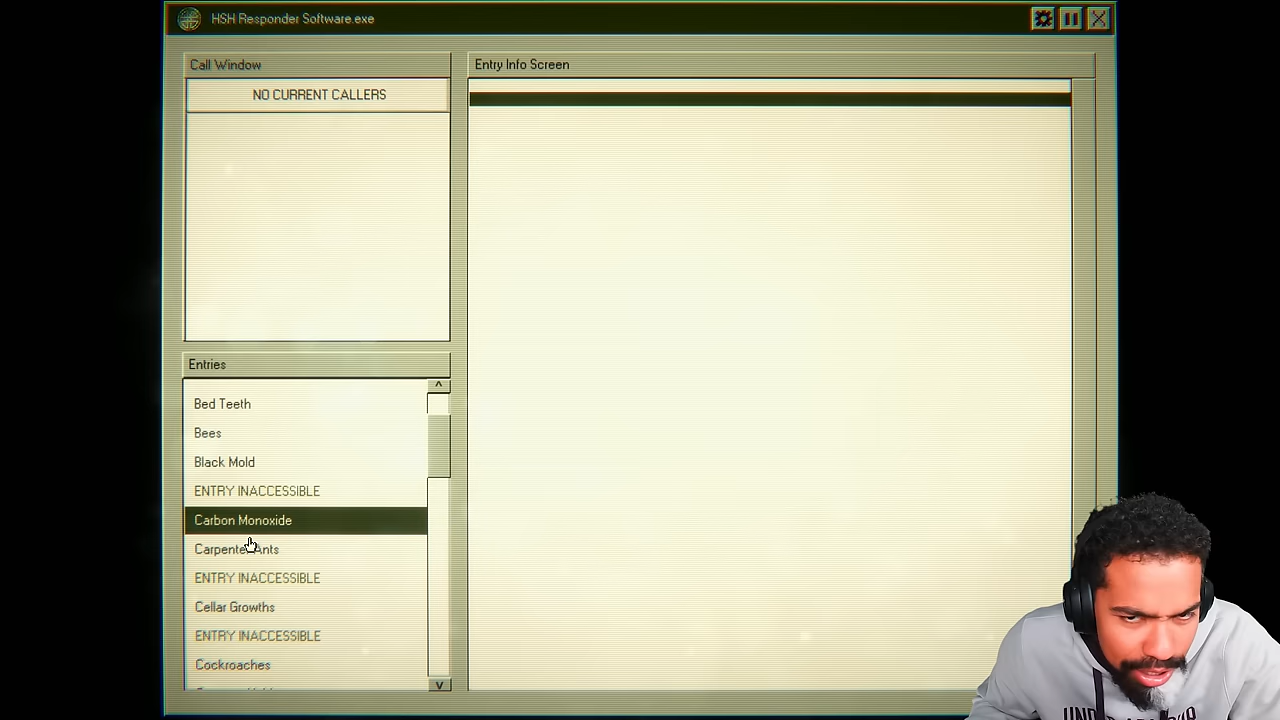 HSH Responder Software.exe
Call Window
NO CURRENT CALLERS
Entry Info Screen
Entries
Bed Teeth
Bees
Black Mold
ENTRY INACCESSIBLE
Carbon Monoxide
Carpenter Ants
ENTRY INACCESSIBLE
Cellar Growths
ENTRY INACCESSIBLE
Cockroaches